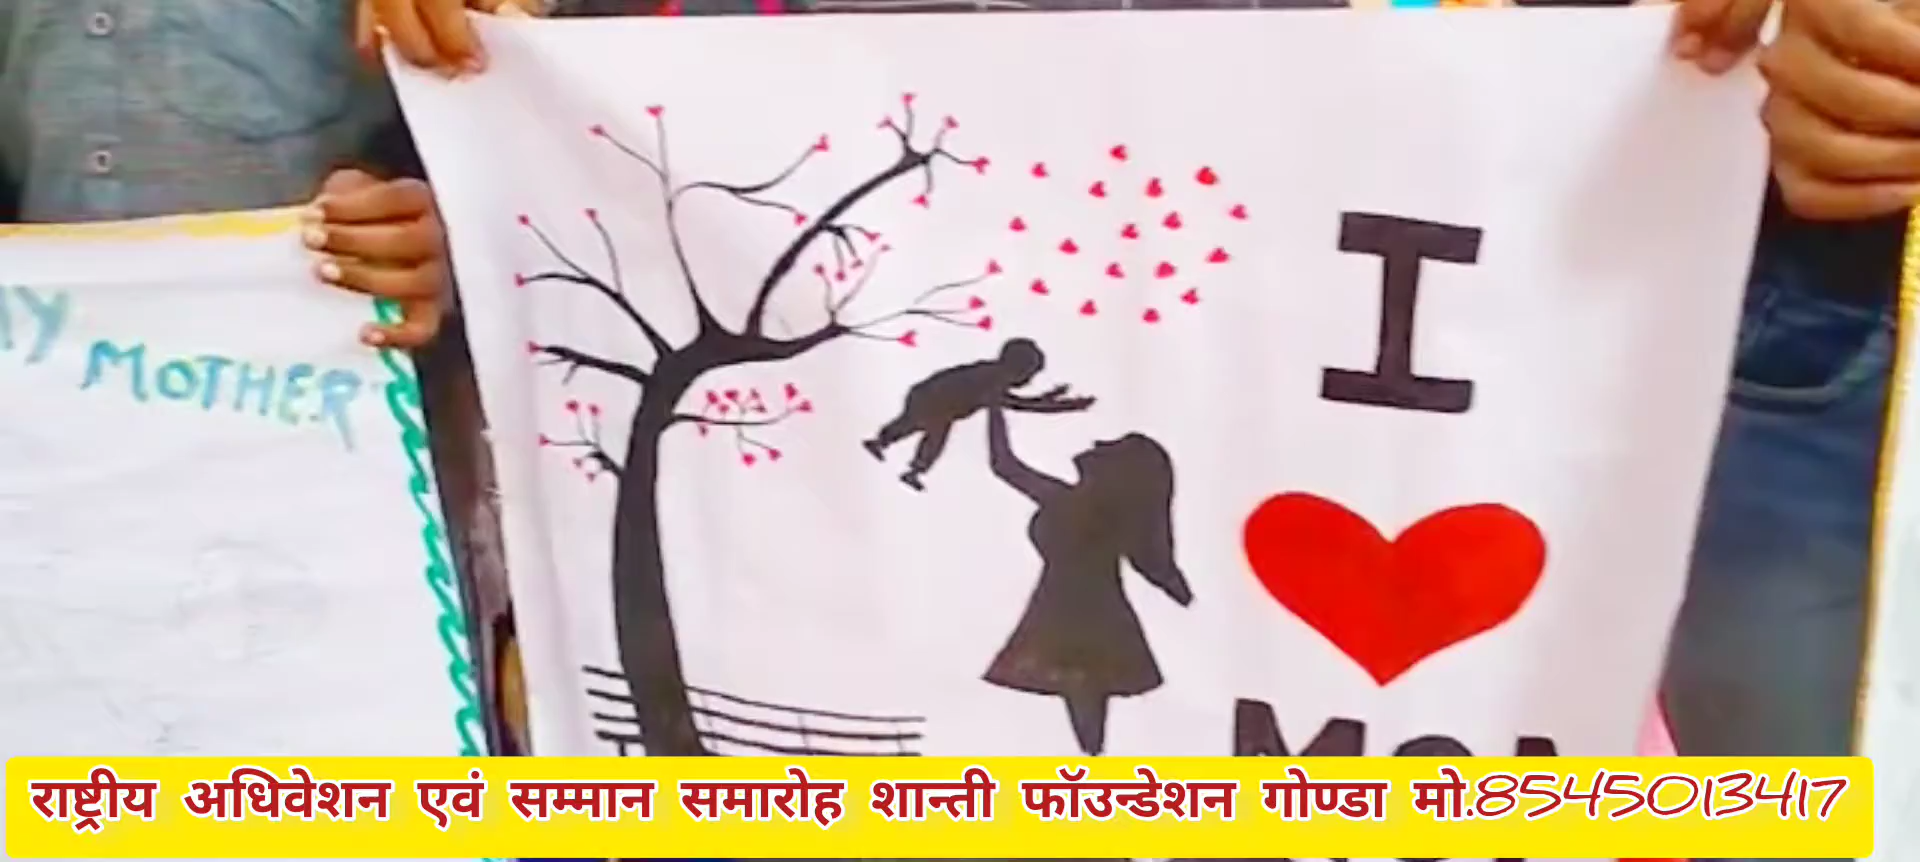 MOTHER
I
राष्ट्रीय अधिवेशन एवं सम्मान समारोह शान्ती फॉउन्डेशन गोण्डा मो.8545013417